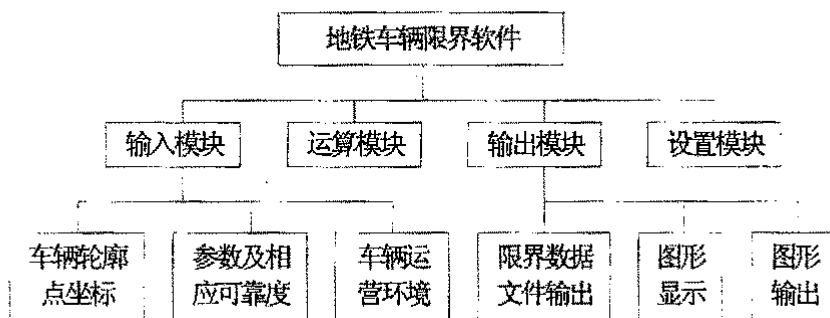 地铁车辆限界软件
输入模块
运算模块
输出模块
设置模块
车辆轮廓
点坐标
参数及相
应可靠度
车辆运
营环境
限界数据
文件输出
图形
显示
图形
输出